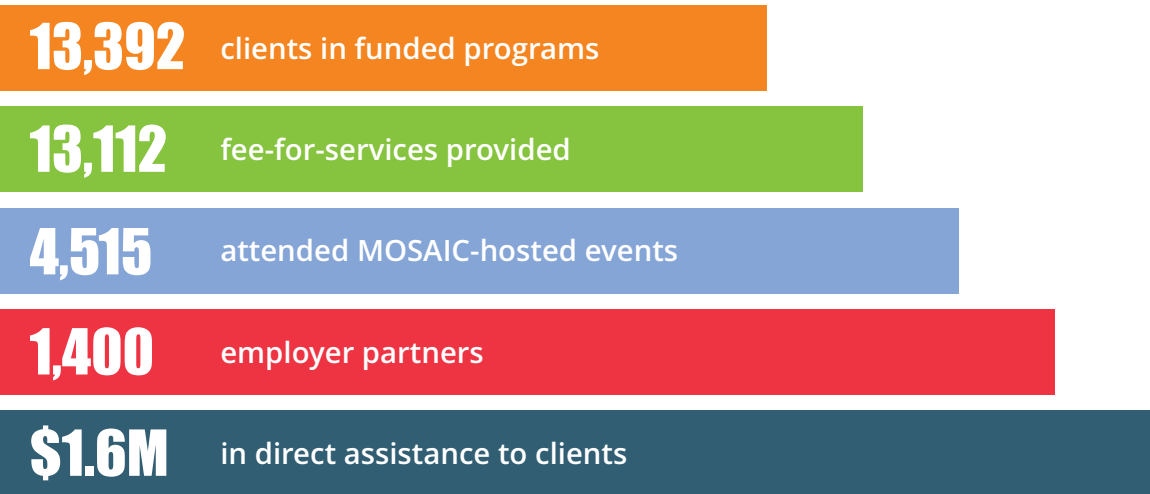 13,392 clients in funded programs
13,112 fee-for-services provided
4,515 attended MOSAIC-hosted events
1,400 employer partners
$1.6M in direct assistance to clients